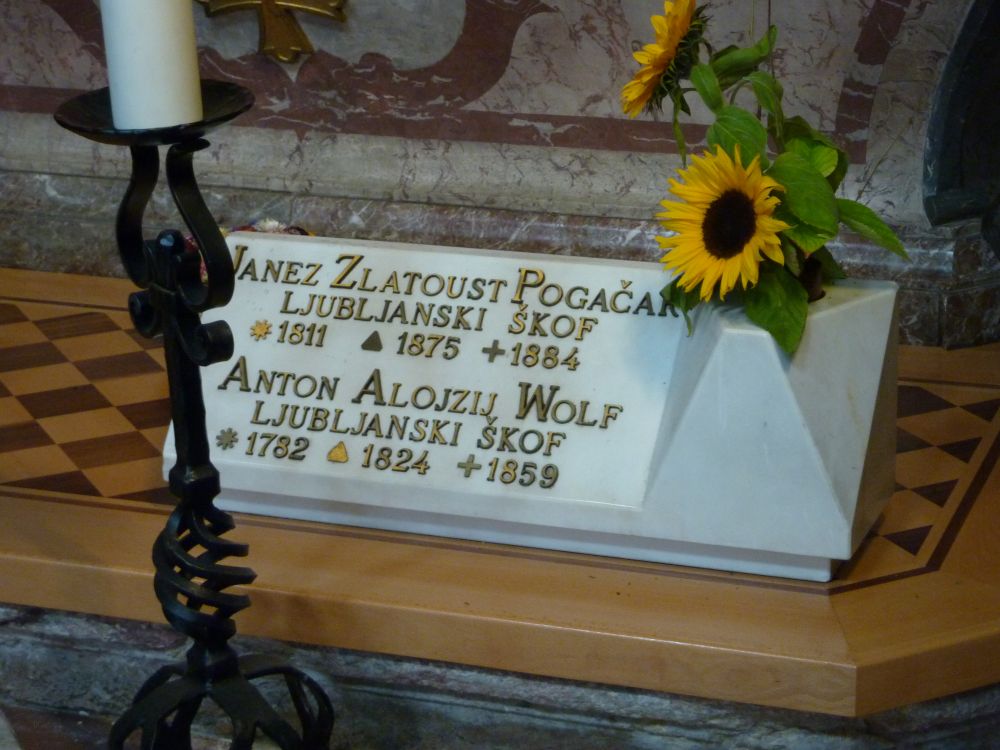 JANEZ ZLATOUST POGAČAR
LJUBLJANSKI ŠKOF
* 1811 ▲ 1875 + 1884
ANTON ALOJZIJ WOLF
LJUBLJANSKI ŠKOF
* 1782 ▲ 1824 + 1859